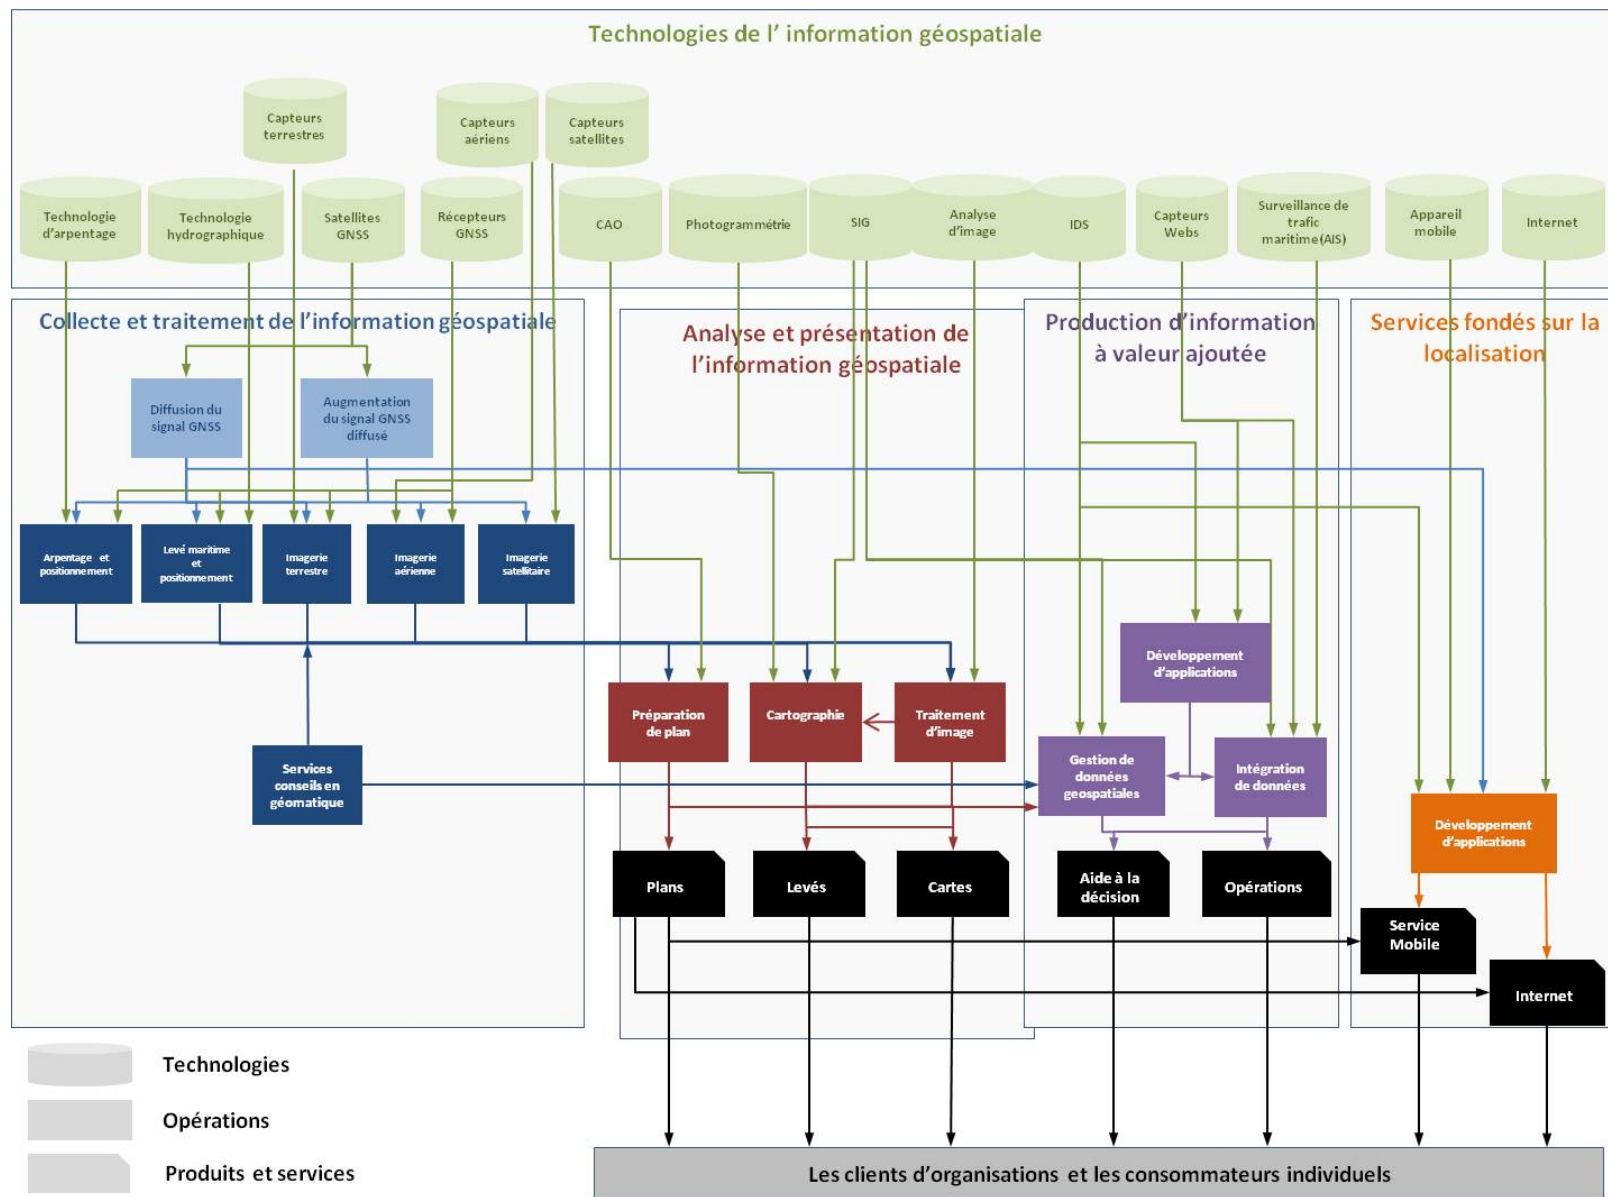 Technologies de l’ information géospatiale
Capteurs
terrestres
Capteurs
aériens
Capteurs
satellites
Technologie
d’arpentage
Technologie
hydrographique
Satellites
GNSS
Récepteurs
GNSS
CAO
Photogrammétrie
SIG
Analyse
d’image
IDS
Capteurs
Webs
Surveillance de
trafic
maritime(AIS)
Appareil
mobile
Internet
Collecte et traitement de l’information géospatiale
Analyse et présentation de
l’information géospatiale
Production d’information
à valeur ajoutée
Services fondés sur la
localisation
Diffusion du
signal GNSS
Augmentation
du signal GNSS
diffusé
Arpentage et
positionnement
Levé maritime
et
positionnement
Imagerie
terrestre
Imagerie
aérienne
Imagerie
satellitaire
Développement
d’applications
Préparation
de plan
Cartographie
Traitement
d’image
Services
conseils en
géomatique
Gestion de
données
geospatiales
Intégration
de données
Développement
d’applications
Plans
Levés
Cartes
Aide à la
décision
Opérations
Service
Mobile
Internet
Technologies
Opérations
Produits et services
Les clients d’organisations et les consommateurs individuels